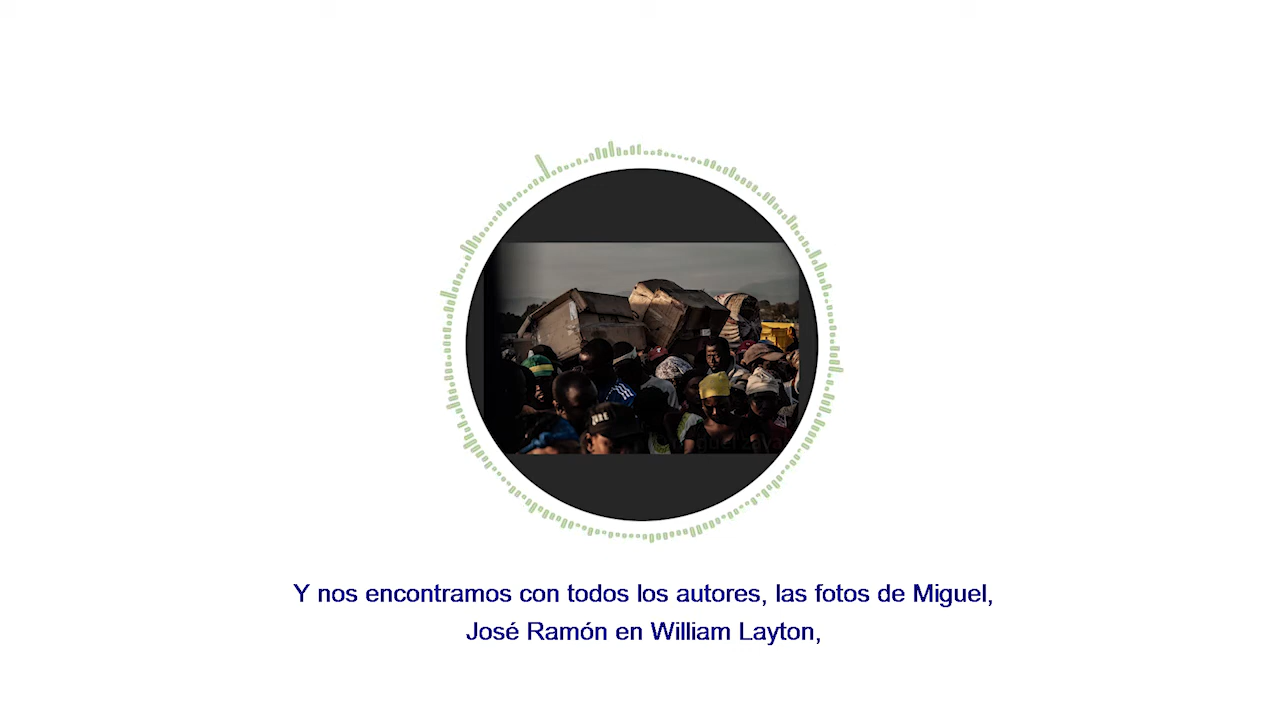 Y nos encontramos con todos los autores, las fotos de Miguel,
José Ramón en William Layton,